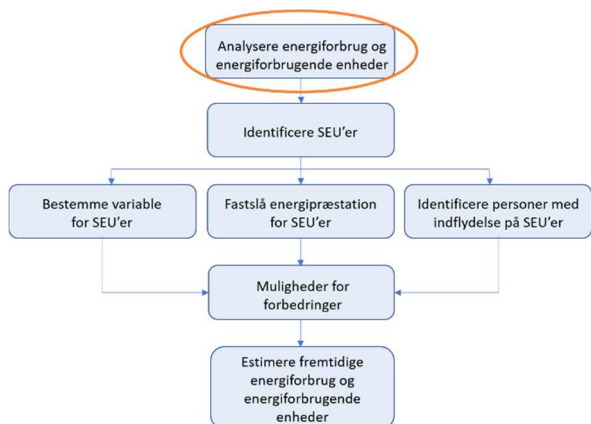 Analysere energiforbrug og
energiforbrugende enheder
Identificere SEU'er
Bestemme variable
for SEU'er
Fastslå energipræstation
for SEU'er
Identificere personer med
indflydelse på SEU'er
Muligheder for
forbedringer
Estimere fremtidige
energiforbrug og
energiforbrugende
enheder